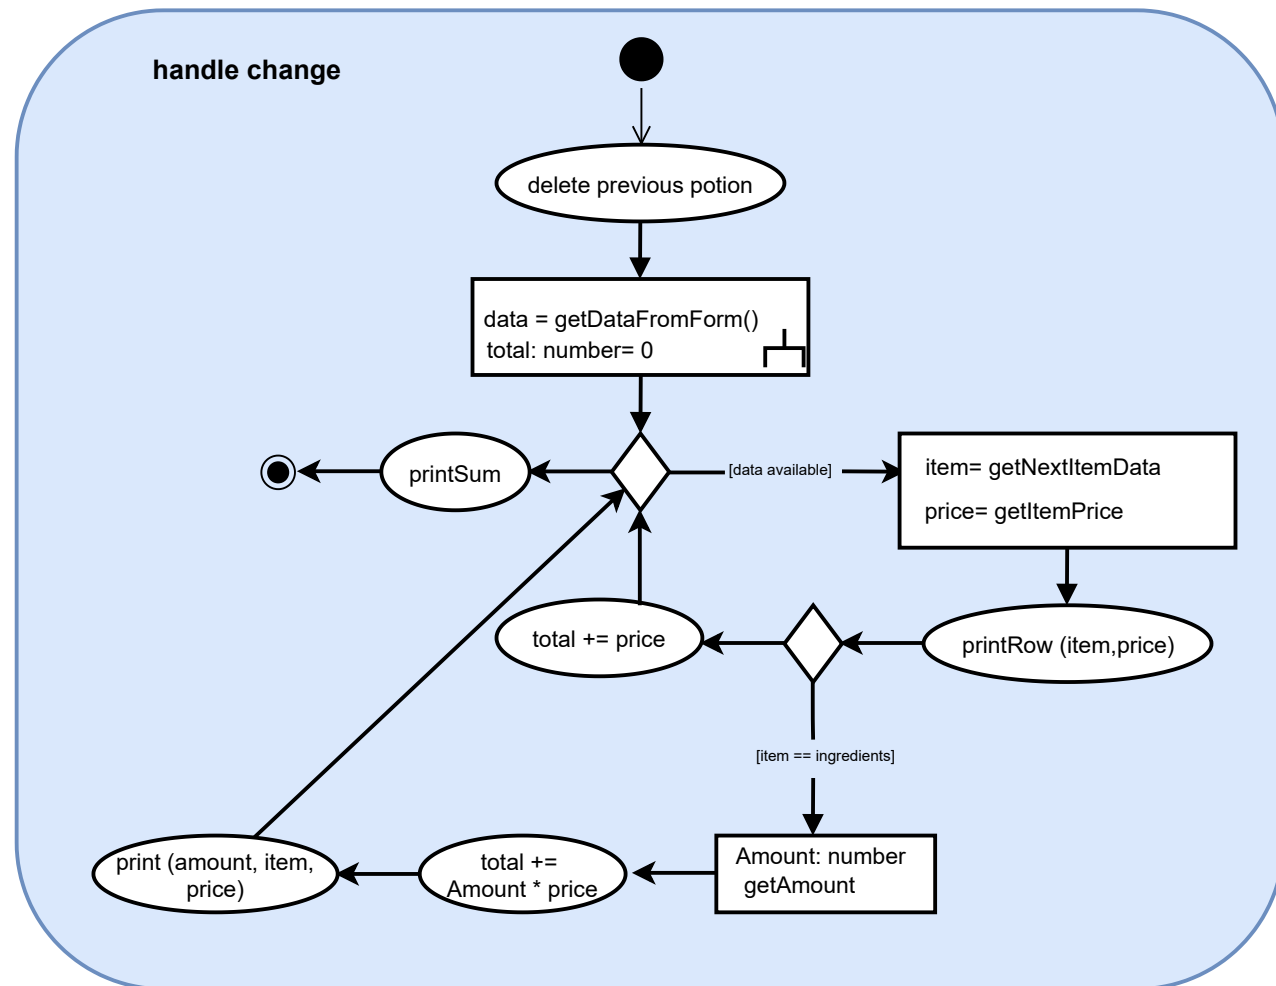 handle change
delete previous potion
data = getDataFromForm()
total: number= 0
printSum
[data available]
item= getNextItemData
price= getItemPrice
total += price
printRow (item,price)
[item == ingredients]
print (amount, item,
price)
total +=
Amount * price
Amount: number
getAmount